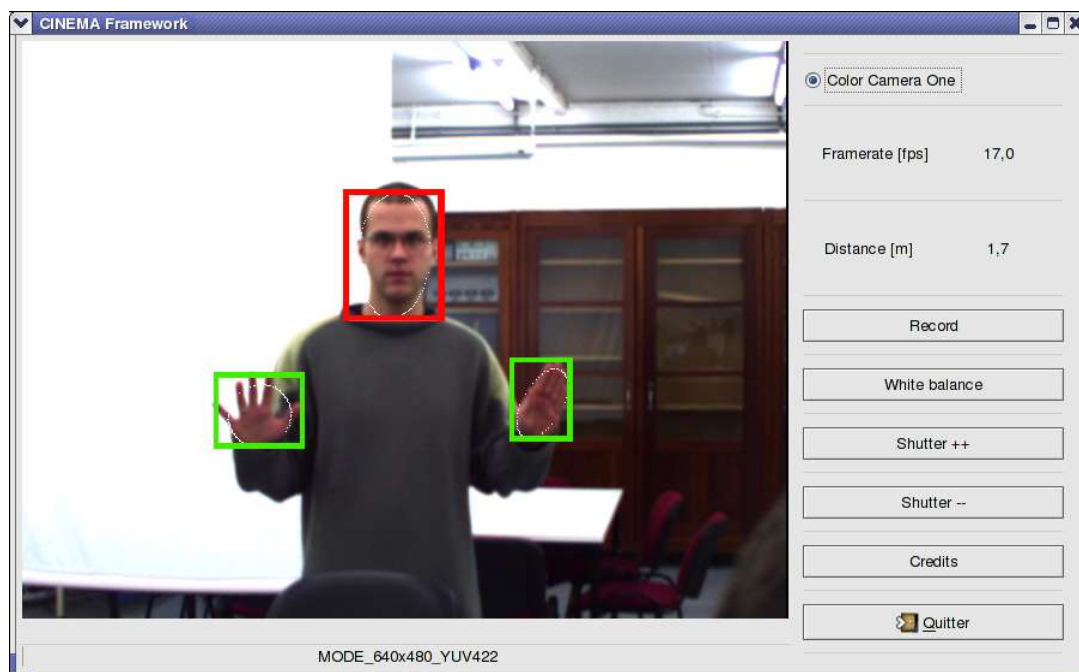 CINEMA Framework
Color Camera One
Framerate [fps] 17,0
Distance [m] 1,7
Record
White balance
Shutter ++
Shutter --
Credits
Quitter
MODE_640x480_YUV422